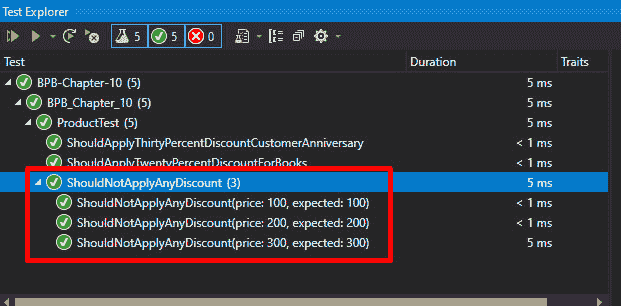 Test Explorer
5 5 0
Test Duration Traits
BPB-Chapter-10 (5) 5 ms
BPB_Chapter_10 (5) 5 ms
ProductTest (5) 5 ms
ShouldApplyThirtyPercentDiscountCustomerAnniversary < 1 ms
ShouldApplyTwentyPercentDiscountForBooks < 1 ms
ShouldNotApplyAnyDiscount (3) 5 ms
ShouldNotApplyAnyDiscount(price: 100, expected: 100) < 1 ms
ShouldNotApplyAnyDiscount(price: 200, expected: 200) < 1 ms
ShouldNotApplyAnyDiscount(price: 300, expected: 300) 5 ms